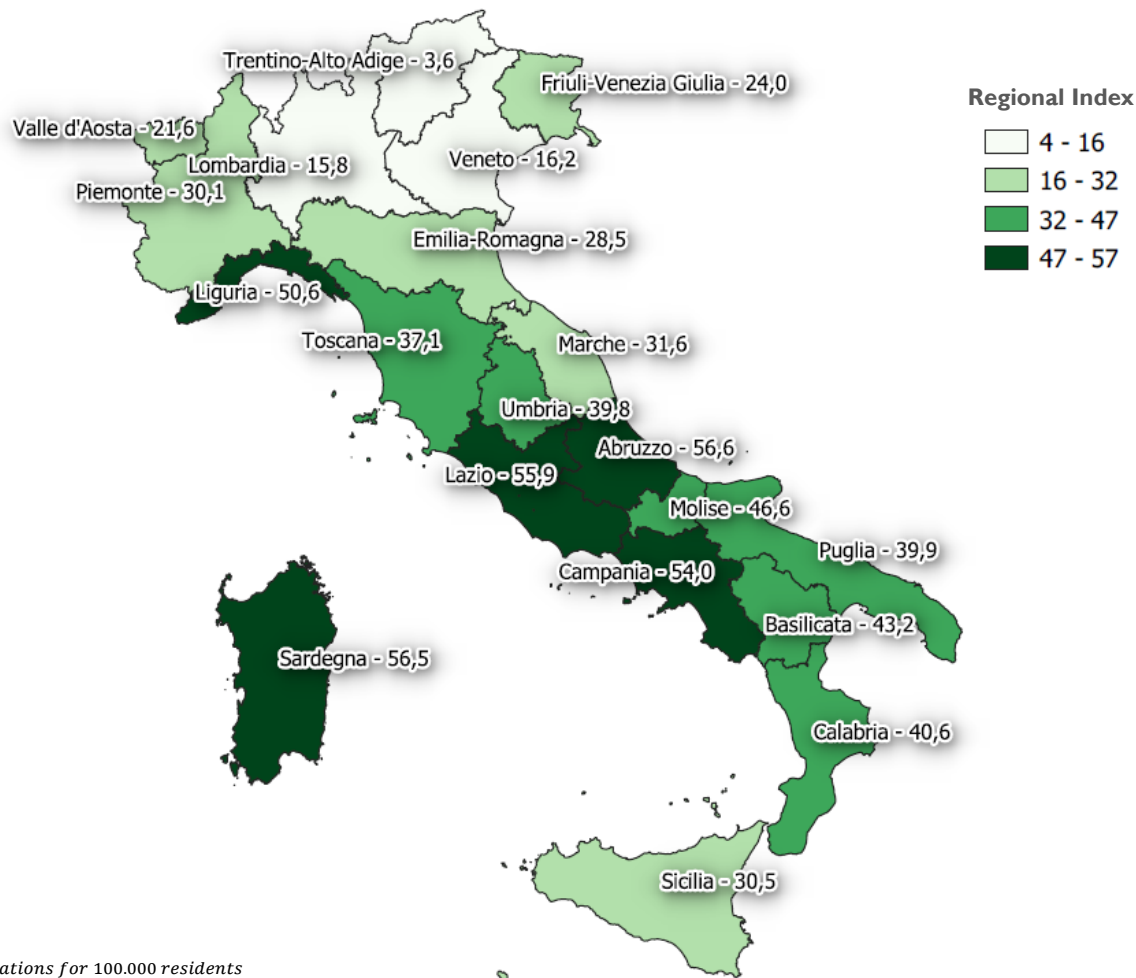 Trentino-Alto Adige - 3,6
Friuli-Venezia Giulia - 24,0
Valle d'Aosta - 21,6
Veneto - 16,2
Lombardia - 15,8
Piemonte - 30,1
Emilia-Romagna - 28,5
Liguria - 50,6
Toscana - 37,1
Marche - 31,6
Umbria - 39,8
Abruzzo - 56,6
Lazio - 55,9
Molise - 46,6
Puglia - 39,9
Campania - 54,0
Basilicata - 43,2
Sardegna - 56,5
Calabria - 40,6
Sicilia - 30,5
Regional Index
4 - 16
16 - 32
32 - 47
47 - 57
ations for 100.000 residents